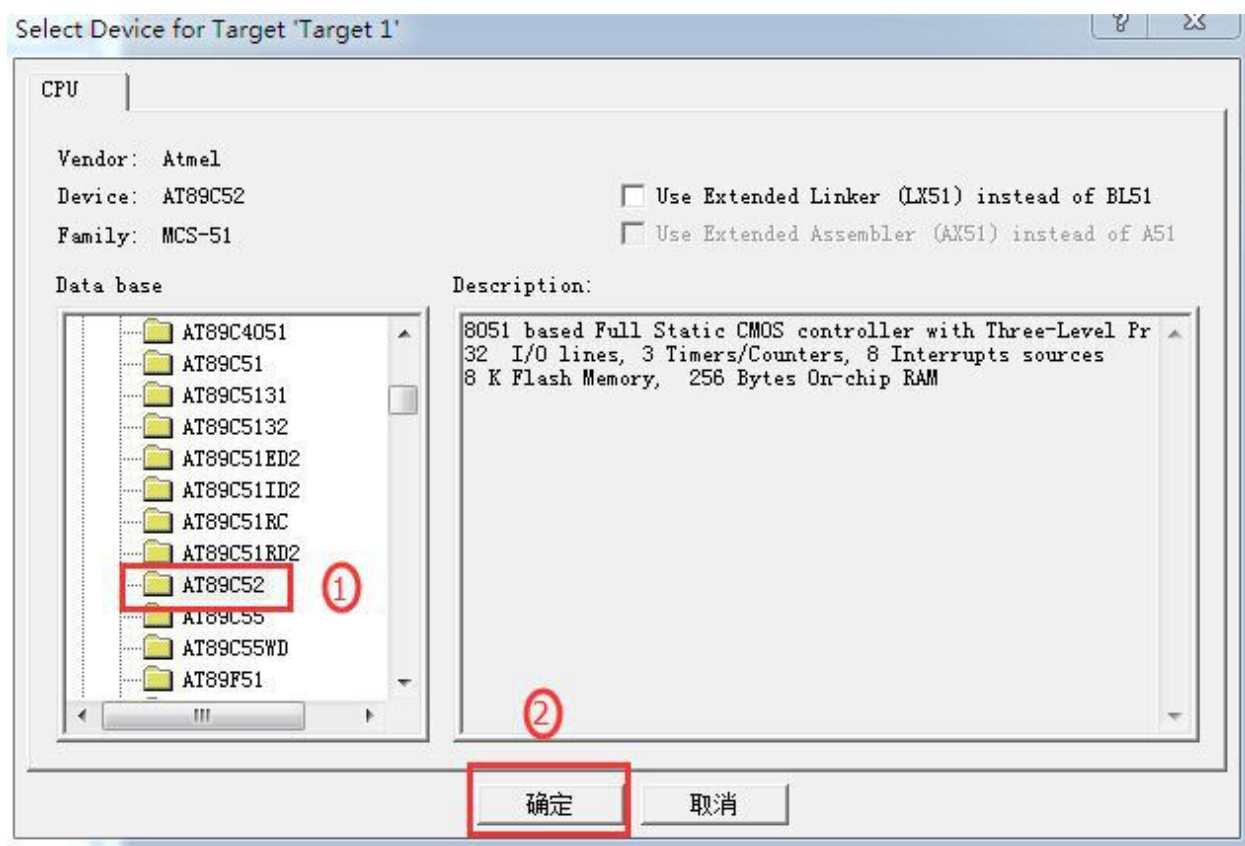 Select Device for Target 'Target 1'
CPU
Vendor: Atmel
Device: AT89C52
Family: MCS-51
Use Extended Linker (LX51) instead of BL51
Use Extended Assembler (AX51) instead of A51
Data base
AT89C4051
AT89C51
AT89C5131
AT89C5132
AT89C51ED2
AT89C51ID2
AT89C51RC
AT89C51RD2
AT89C52
①
AT89C55
AT89C55WD
AT89F51
Description:
8051 based Full Static CMOS controller with Three-Level Pr
32 I/O lines, 3 Timers/Counters, 8 Interrupts sources
8 K Flash Memory, 256 Bytes On-chip RAM
②
确定
取消